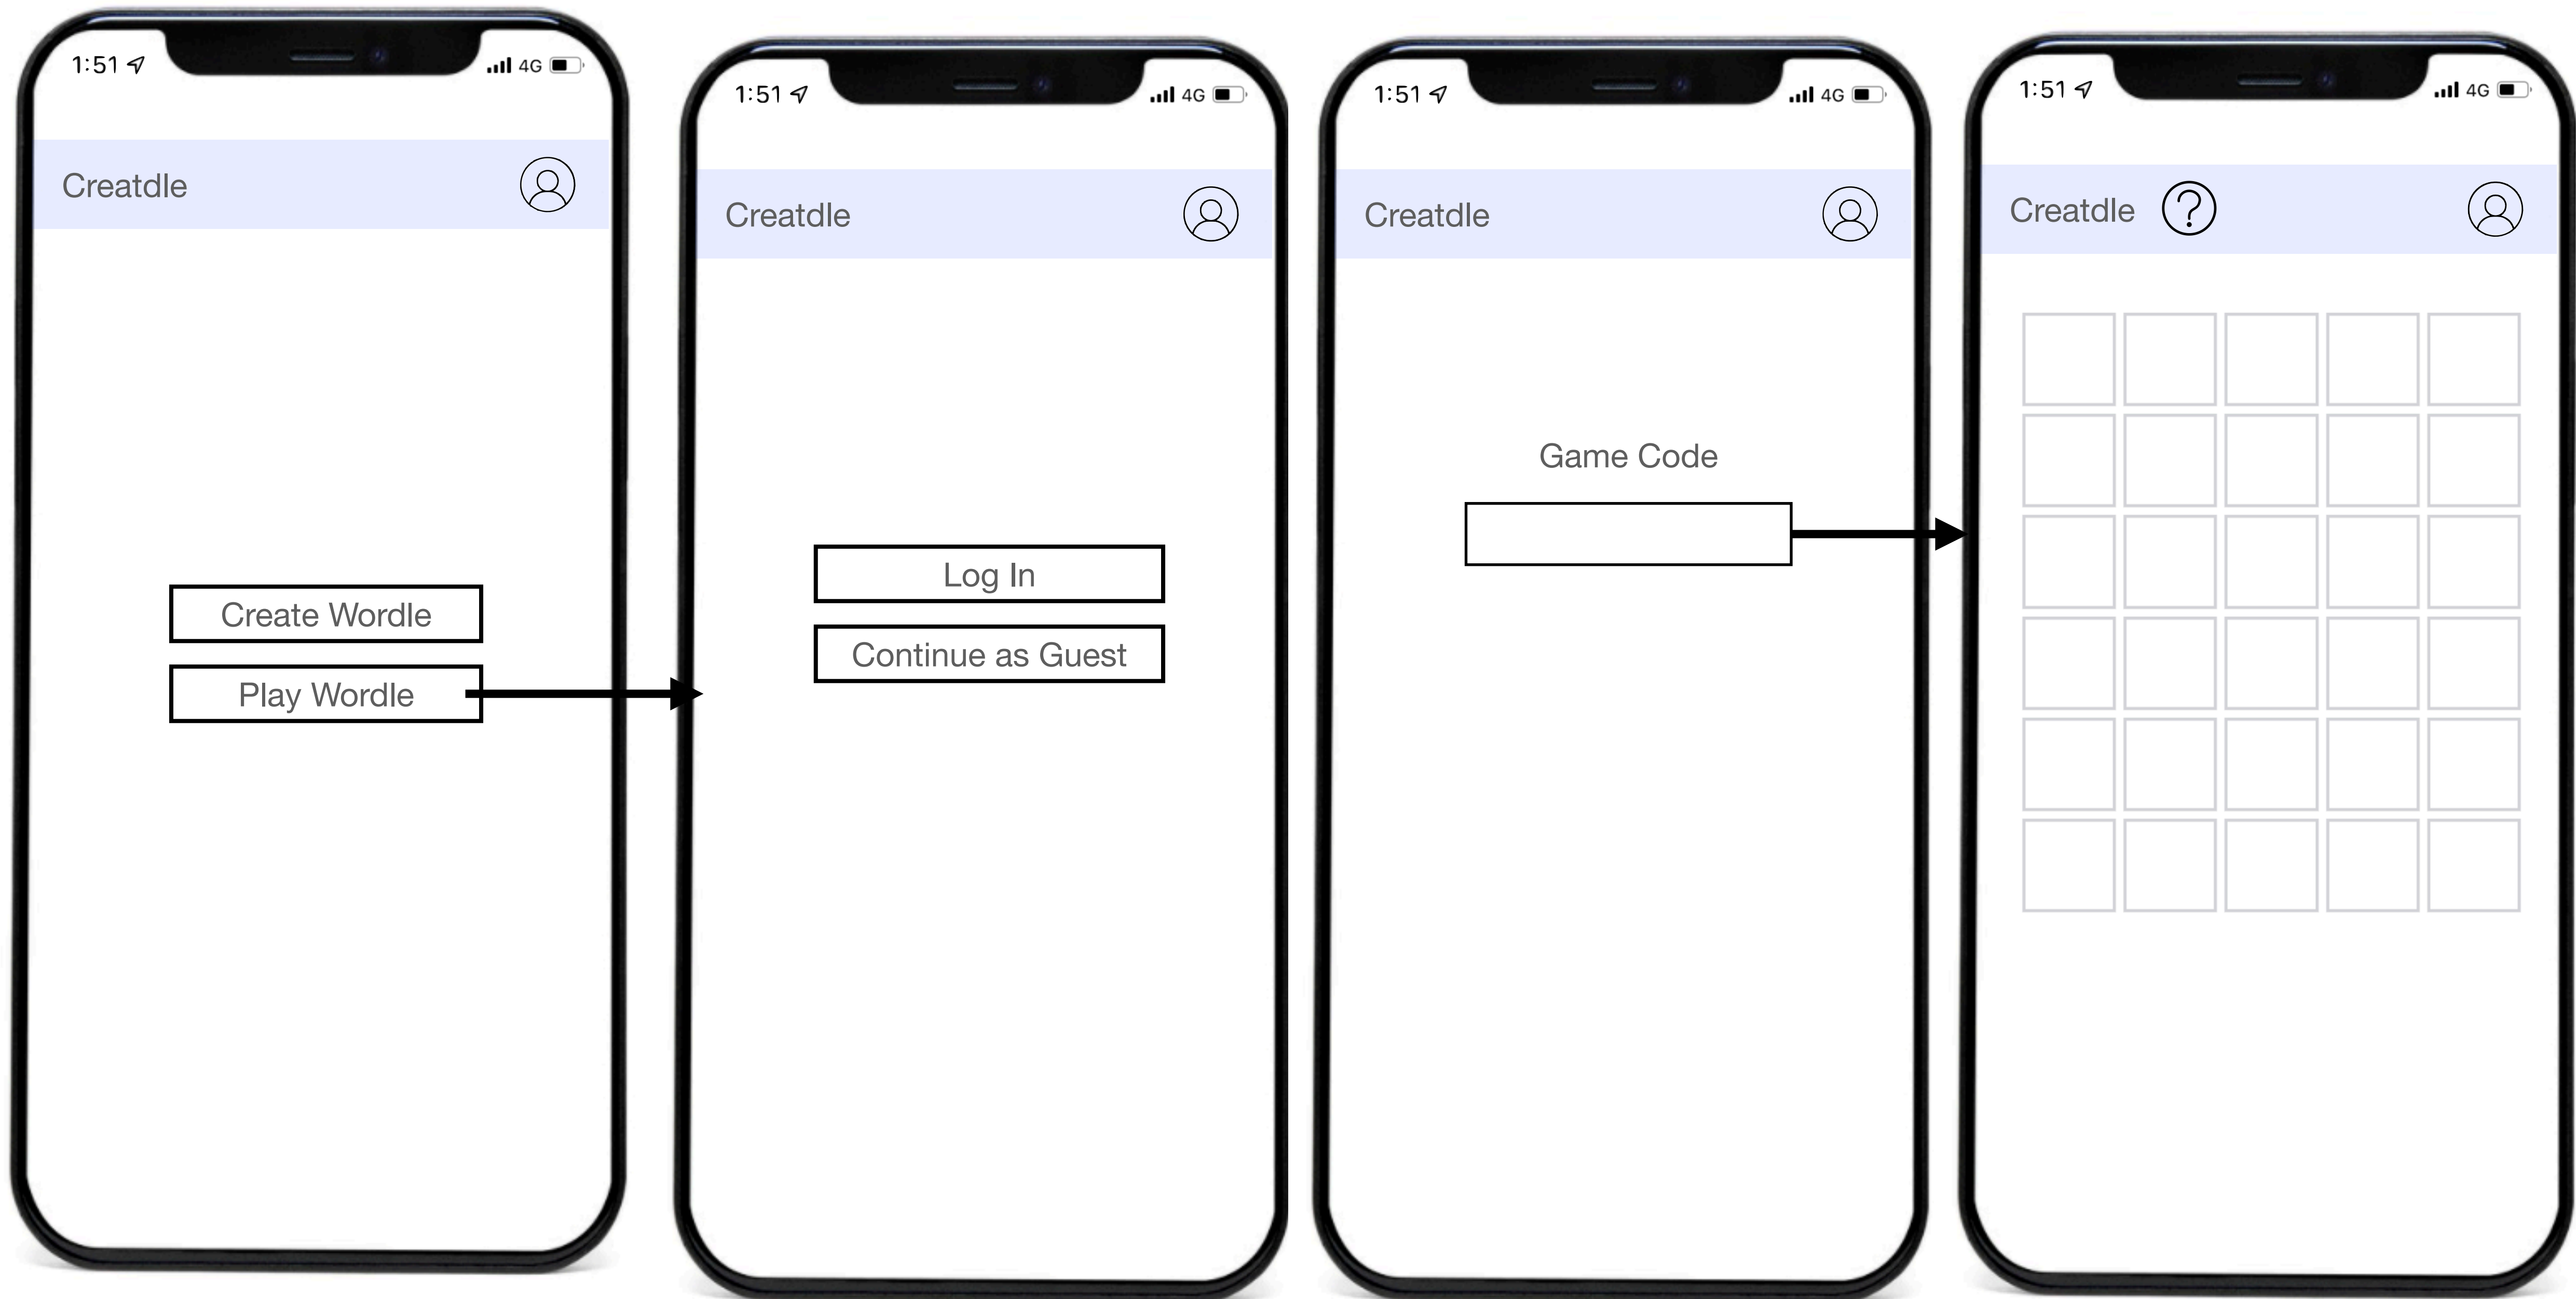 1:51 4G
Creatdle
Create Wordle
Play Wordle
1:51 4G
Creatdle
Log In
Continue as Guest
1:51 4G
Creatdle
Game Code
1:51 4G
Creatdle ?